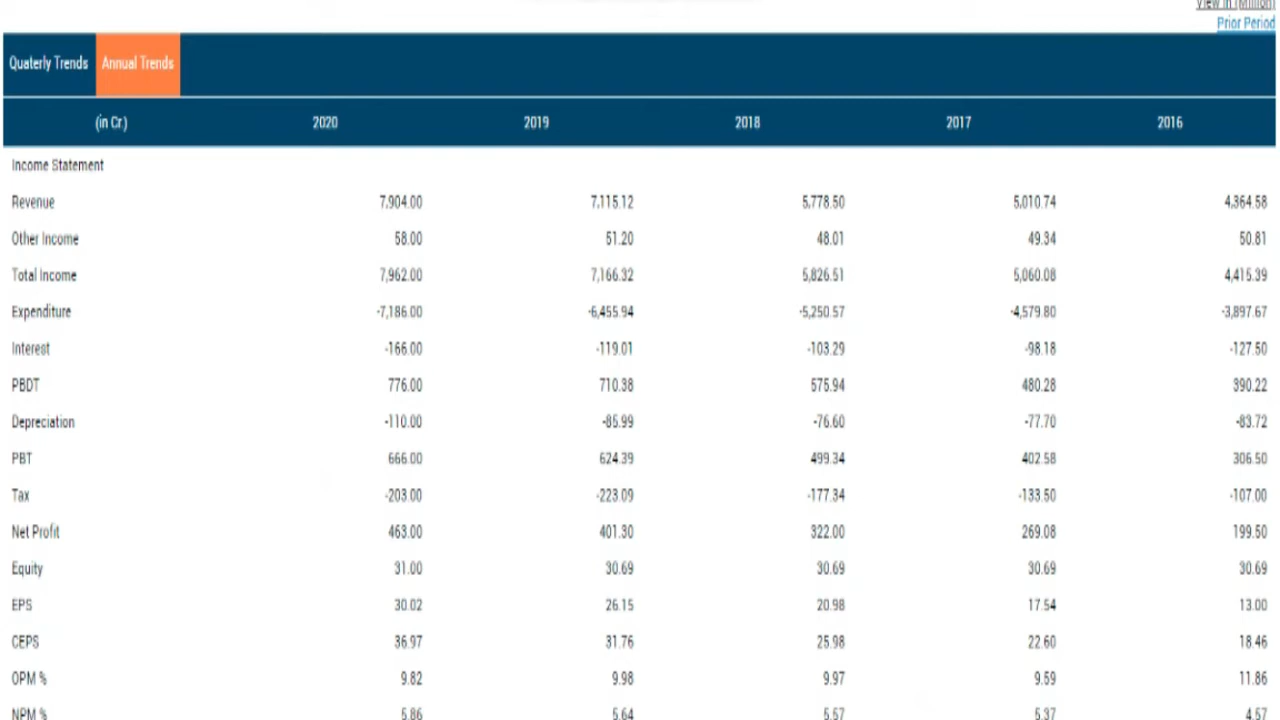 View in (Million)
Prior Period
Quaterly Trends Annual Trends
(in Cr.) 2020 2019 2018 2017 2016
Income Statement
Revenue 7,904.00 7,115.12 5,778.50 5,010.74 4,364.58
Other Income 58.00 51.20 48.01 49.34 50.81
Total Income 7,962.00 7,166.32 5,826.51 5,060.08 4,415.39
Expenditure -7,186.00 -6,455.94 -5,250.57 -4,579.80 -3,897.67
Interest -166.00 -119.01 -103.29 -98.18 -127.50
PBDT 776.00 710.38 575.94 480.28 390.22
Depreciation -110.00 -85.99 -76.60 -77.70 -83.72
PBT 666.00 624.39 499.34 402.58 306.50
Tax -203.00 -223.09 -177.34 -133.50 -107.00
Net Profit 463.00 401.30 322.00 269.08 199.50
Equity 31.00 30.69 30.69 30.69 30.69
EPS 30.02 26.15 20.98 17.54 13.00
CEPS 36.97 31.76 25.98 22.60 18.46
OPM % 9.82 9.98 9.97 9.59 11.86
NPM % 5.86 5.64 5.57 5.37 4.57